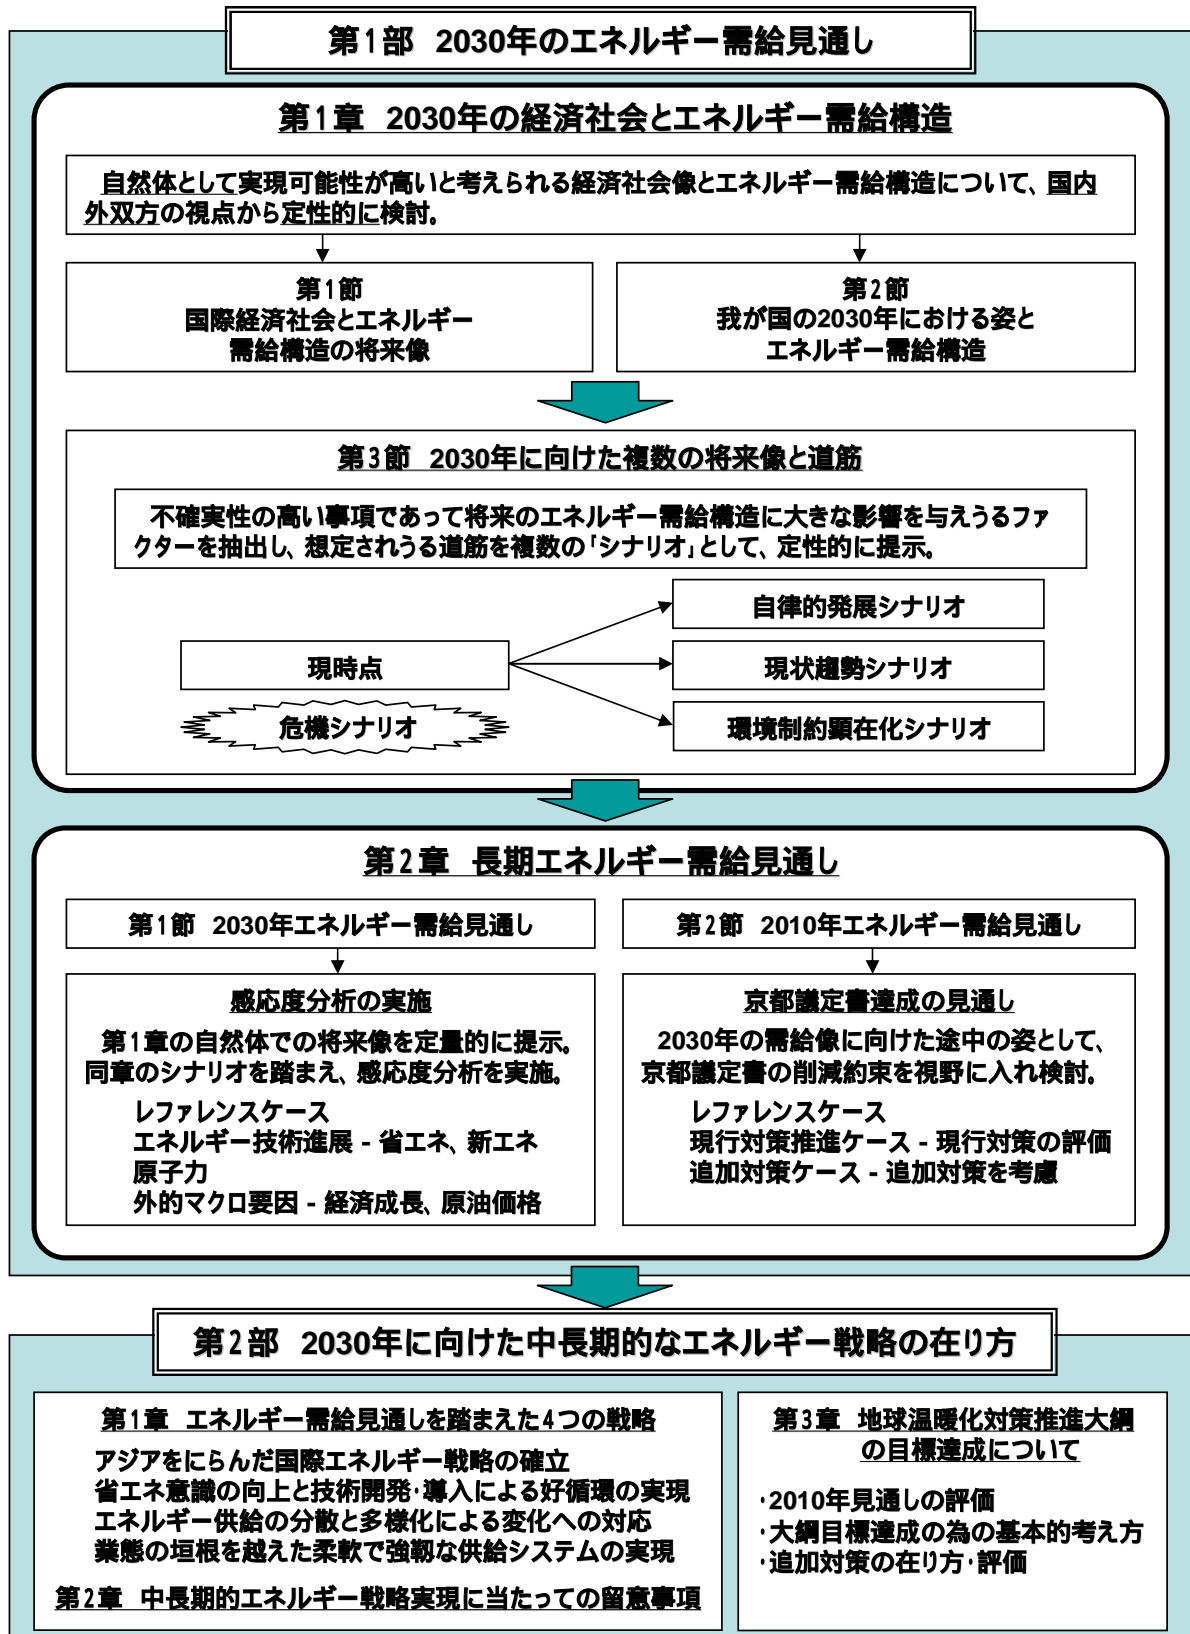 第1部 2030年のエネルギー需給見通し
第1章 2030年の経済社会とエネルギー需給構造
自然体として実現可能性が高いと考えられる経済社会像とエネルギー需給構造について、国内
外双方の視点から定性的に検討。
第1節
国際経済社会とエネルギー
需給構造の将来像
第2節
我が国の2030年における姿と
エネルギー需給構造
第3節 2030年に向けた複数の将来像と道筋
不確実性の高い事項であって将来のエネルギー需給構造に大きな影響を与えうるファ
クターを抽出し、想定されうる道筋を複数の「シナリオ」として、定性的に提示。
自律的発展シナリオ
現時点
現状趨勢シナリオ
危機シナリオ
環境制約顕在化シナリオ
第2章 長期エネルギー需給見通し
第1節 2030年エネルギー需給見通し
感応度分析の実施
第1章の自然体での将来像を定量的に提示。
同章のシナリオを踏まえ、感応度分析を実施。
レファレンスケース
エネルギー技術進展 - 省エネ、新エネ
原子力
外的マクロ要因 - 経済成長、原油価格
第2節 2010年エネルギー需給見通し
京都議定書達成の見通し
2030年の需給像に向けた途中の姿として、
京都議定書の削減約束を視野に入れ検討。
レファレンスケース
現行対策推進ケース - 現行対策の評価
追加対策ケース - 追加対策を考慮
第2部 2030年に向けた中長期的なエネルギー戦略の在り方
第1章 エネルギー需給見通しを踏まえた4つの戦略
アジアをにらんだ国際エネルギー戦略の確立
省エネ意識の向上と技術開発・導入による好循環の実現
エネルギー供給の分散と多様化による変化への対応
業態の垣根を越えた柔軟で強靱な供給システムの実現
第2章 中長期的エネルギー戦略実現に当たっての留意事項
第3章 地球温暖化対策推進大綱
の目標達成について
・2010年見通しの評価
・大綱目標達成の為の基本的考え方
・追加対策の在り方・評価